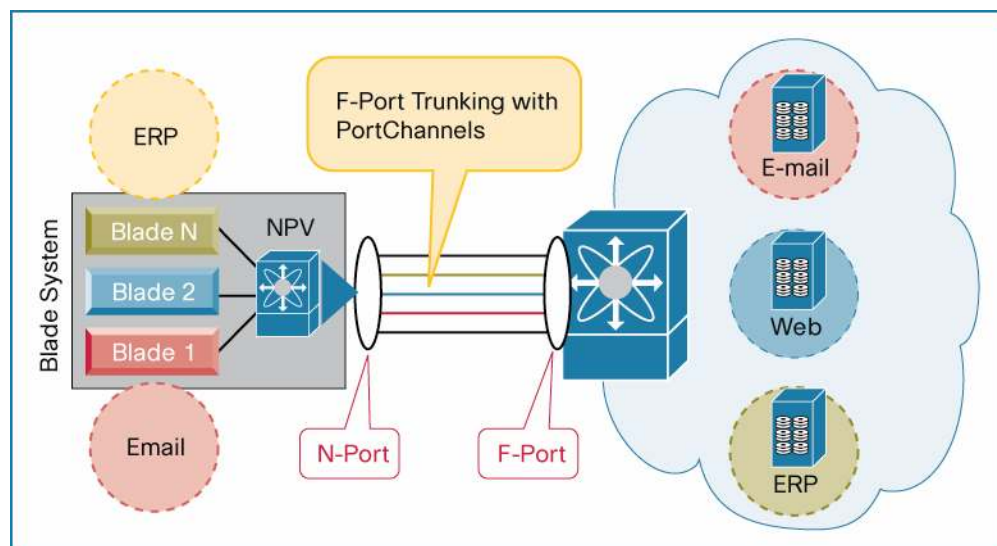 F-Port Trunking with
PortChannels
ERP
Blade System
Blade N
Blade 2
Blade 1
NPV
Email
N-Port
F-Port
E-mail
Web
ERP